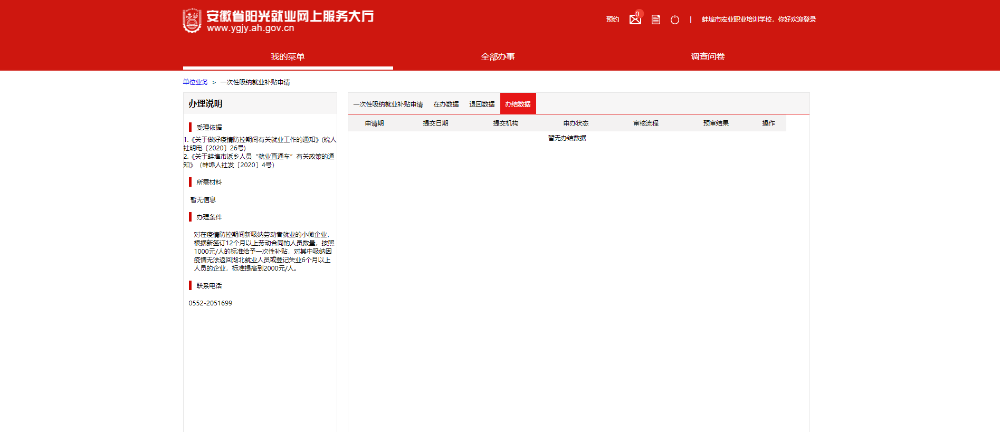 安徽省阳光就业网上服务大厅
www.ygjy.ah.gov.cn
预约
0
|
蚌埠市宏业职业培训学校，你好欢迎登录
我的菜单
全部办事
调查问卷
单位业务 > 一次性吸纳就业补贴申请
办理说明
受理依据
1.《关于做好疫情防控期间有关就业工作的通知》(皖人
社明电〔2020〕26号)
2.《关于蚌埠市返乡人员“就业直通车”有关政策的通
知》（蚌埠人社发〔2020〕4号）
所需材料
暂无信息
办理条件
对在疫情防控期间新吸纳劳动者就业的小微企业，
根据新签订12个月以上劳动合同的人员数量，按照
1000元/人的标准给予一次性补贴，对其中吸纳因
疫情无法返回湖北就业人员或登记失业6个月以上
人员的企业，标准提高到2000元/人。
联系电话
0552-2051699
一次性吸纳就业补贴申请
在办数据
退回数据
办结数据
申请期
提交日期
提交机构
申办状态
审核流程
预审结果
操作
暂无办结数据